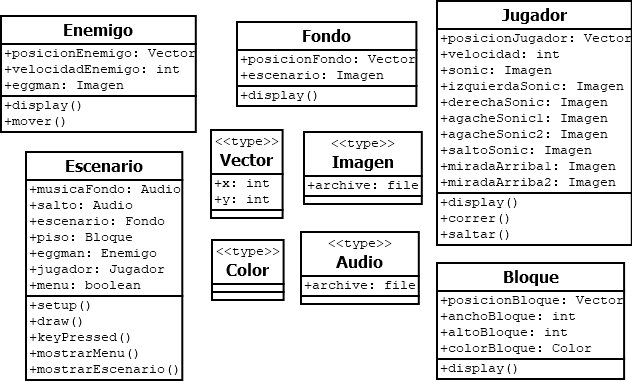 Enemigo
+posicionEnemigo: Vector
+velocidadEnemigo: int
+eggman: Imagen
+display()
+mover()
Fondo
+posicionFondo: Vector
+escenario: Imagen
+display()
Jugador
+posicionJugador: Vector
+velocidad: int
+sonic: Imagen
+izquierdaSonic: Imagen
+derechaSonic: Imagen
+agacheSonic1: Imagen
+agacheSonic2: Imagen
+saltoSonic: Imagen
+miradaArriba1: Imagen
+miradaArriba2: Imagen
+display()
+correr()
+saltar()
Escenario
+musicaFondo: Audio
+salto: Audio
+escenario: Fondo
+piso: Bloque
+eggman: Enemigo
+jugador: Jugador
+menu: boolean
+setup()
+draw()
+keyPressed()
+mostrarMenu()
+mostrarEscenario()
<<type>>
Vector
+x: int
+y: int
<<type>>
Imagen
+archive: file
<<type>>
Color
<<type>>
Audio
+archive: file
Bloque
+posicionBloque: Vector
+anchoBloque: int
+altoBloque: int
+colorBloque: Color
+display()